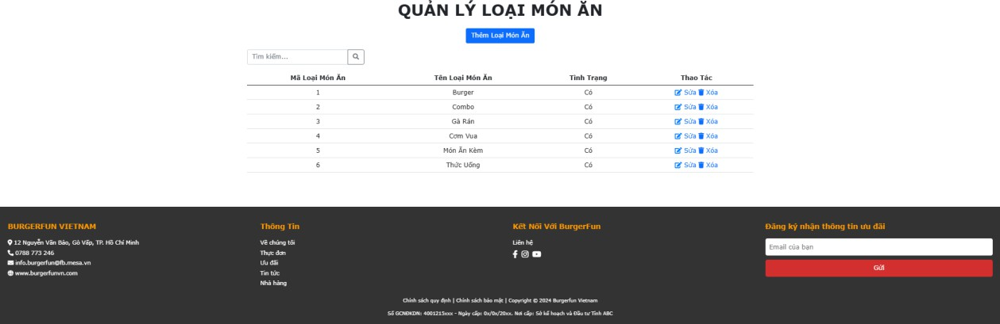 QUẢN LÝ LOẠI MÓN ĂN
Thêm Loại Món Ăn
Tìm kiếm...
Mã Loại Món Ăn Tên Loại Món Ăn Tình Trạng Thao Tác
1 Burger Có Sửa Xóa
2 Combo Có Sửa Xóa
3 Gà Rán Có Sửa Xóa
4 Cơm Vua Có Sửa Xóa
5 Món Ăn Kèm Có Sửa Xóa
6 Thức Uống Có Sửa Xóa
BURGERFUN VIETNAM
12 Nguyễn Văn Bảo, Gò Vấp, TP. Hồ Chí Minh
0788 773 246
info.burgerfun@fb.mesa.vn
www.burgerfunvn.com
Thông Tin
Về chúng tôi
Thực đơn
Ưu đãi
Tin tức
Nhà hàng
Kết Nối Với BurgerFun
Liên hệ
Đăng ký nhận thông tin ưu đãi
Email của bạn
Gửi
Chính sách quy định | Chính sách bảo mật | Copyright © 2024 Burgerfun Vietnam
Số GCNĐKDN: 4001215xxx - Ngày cấp: 0x/0x/20xx. Nơi cấp: Sở kế hoạch và Đầu tư Tỉnh ABC